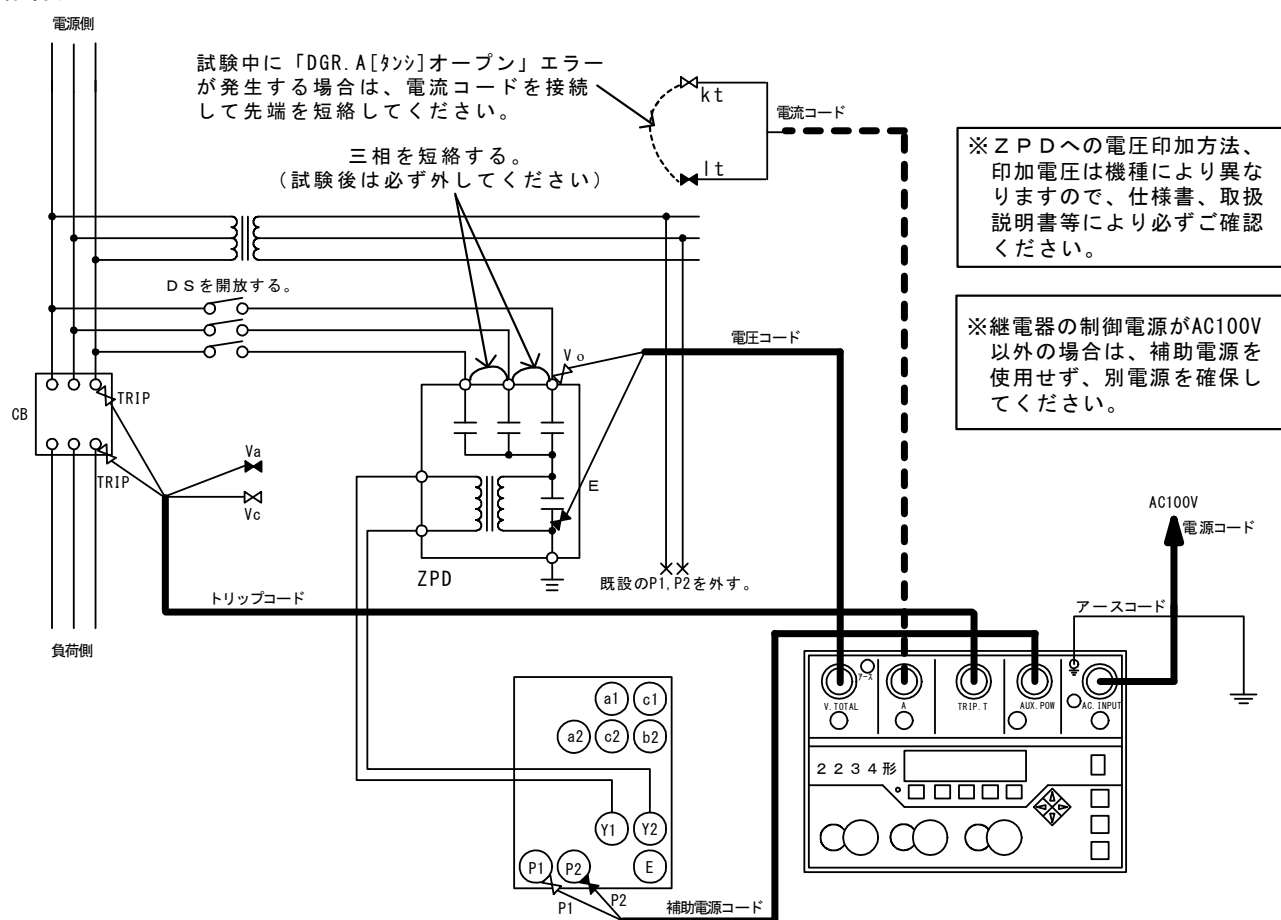 電源側
試験中に「DGR.A[ﾀﾝｼ]オープン」エラー
が発生する場合は、電流コードを接続
して先端を短絡してください。
三相を短絡する。
(試験後は必ず外してください)
kt
lt
電流コード
※ＺＰＤへの電圧印加方法、
印加電圧は機種により異な
りますので、仕様書、取扱
説明書等により必ずご確認
ください。
ＤＳを開放する。
※継電器の制御電源がAC100V
以外の場合は、補助電源を
使用せず、別電源を確保し
てください。
電圧コード
Vo
CB
TRIP
TRIP
Va
Vc
E
ZPD
既設のP1,P2を外す。
AC100V
電源コード
トリップコード
アースコード
負荷側
a1
c1
a2
c2
b2
Y1
Y2
P1
P2
E
P1
P2
補助電源コード
アース
V.TOTAL
A
TRIP.T
AUX.POW
AC.INPUT
２２３４形